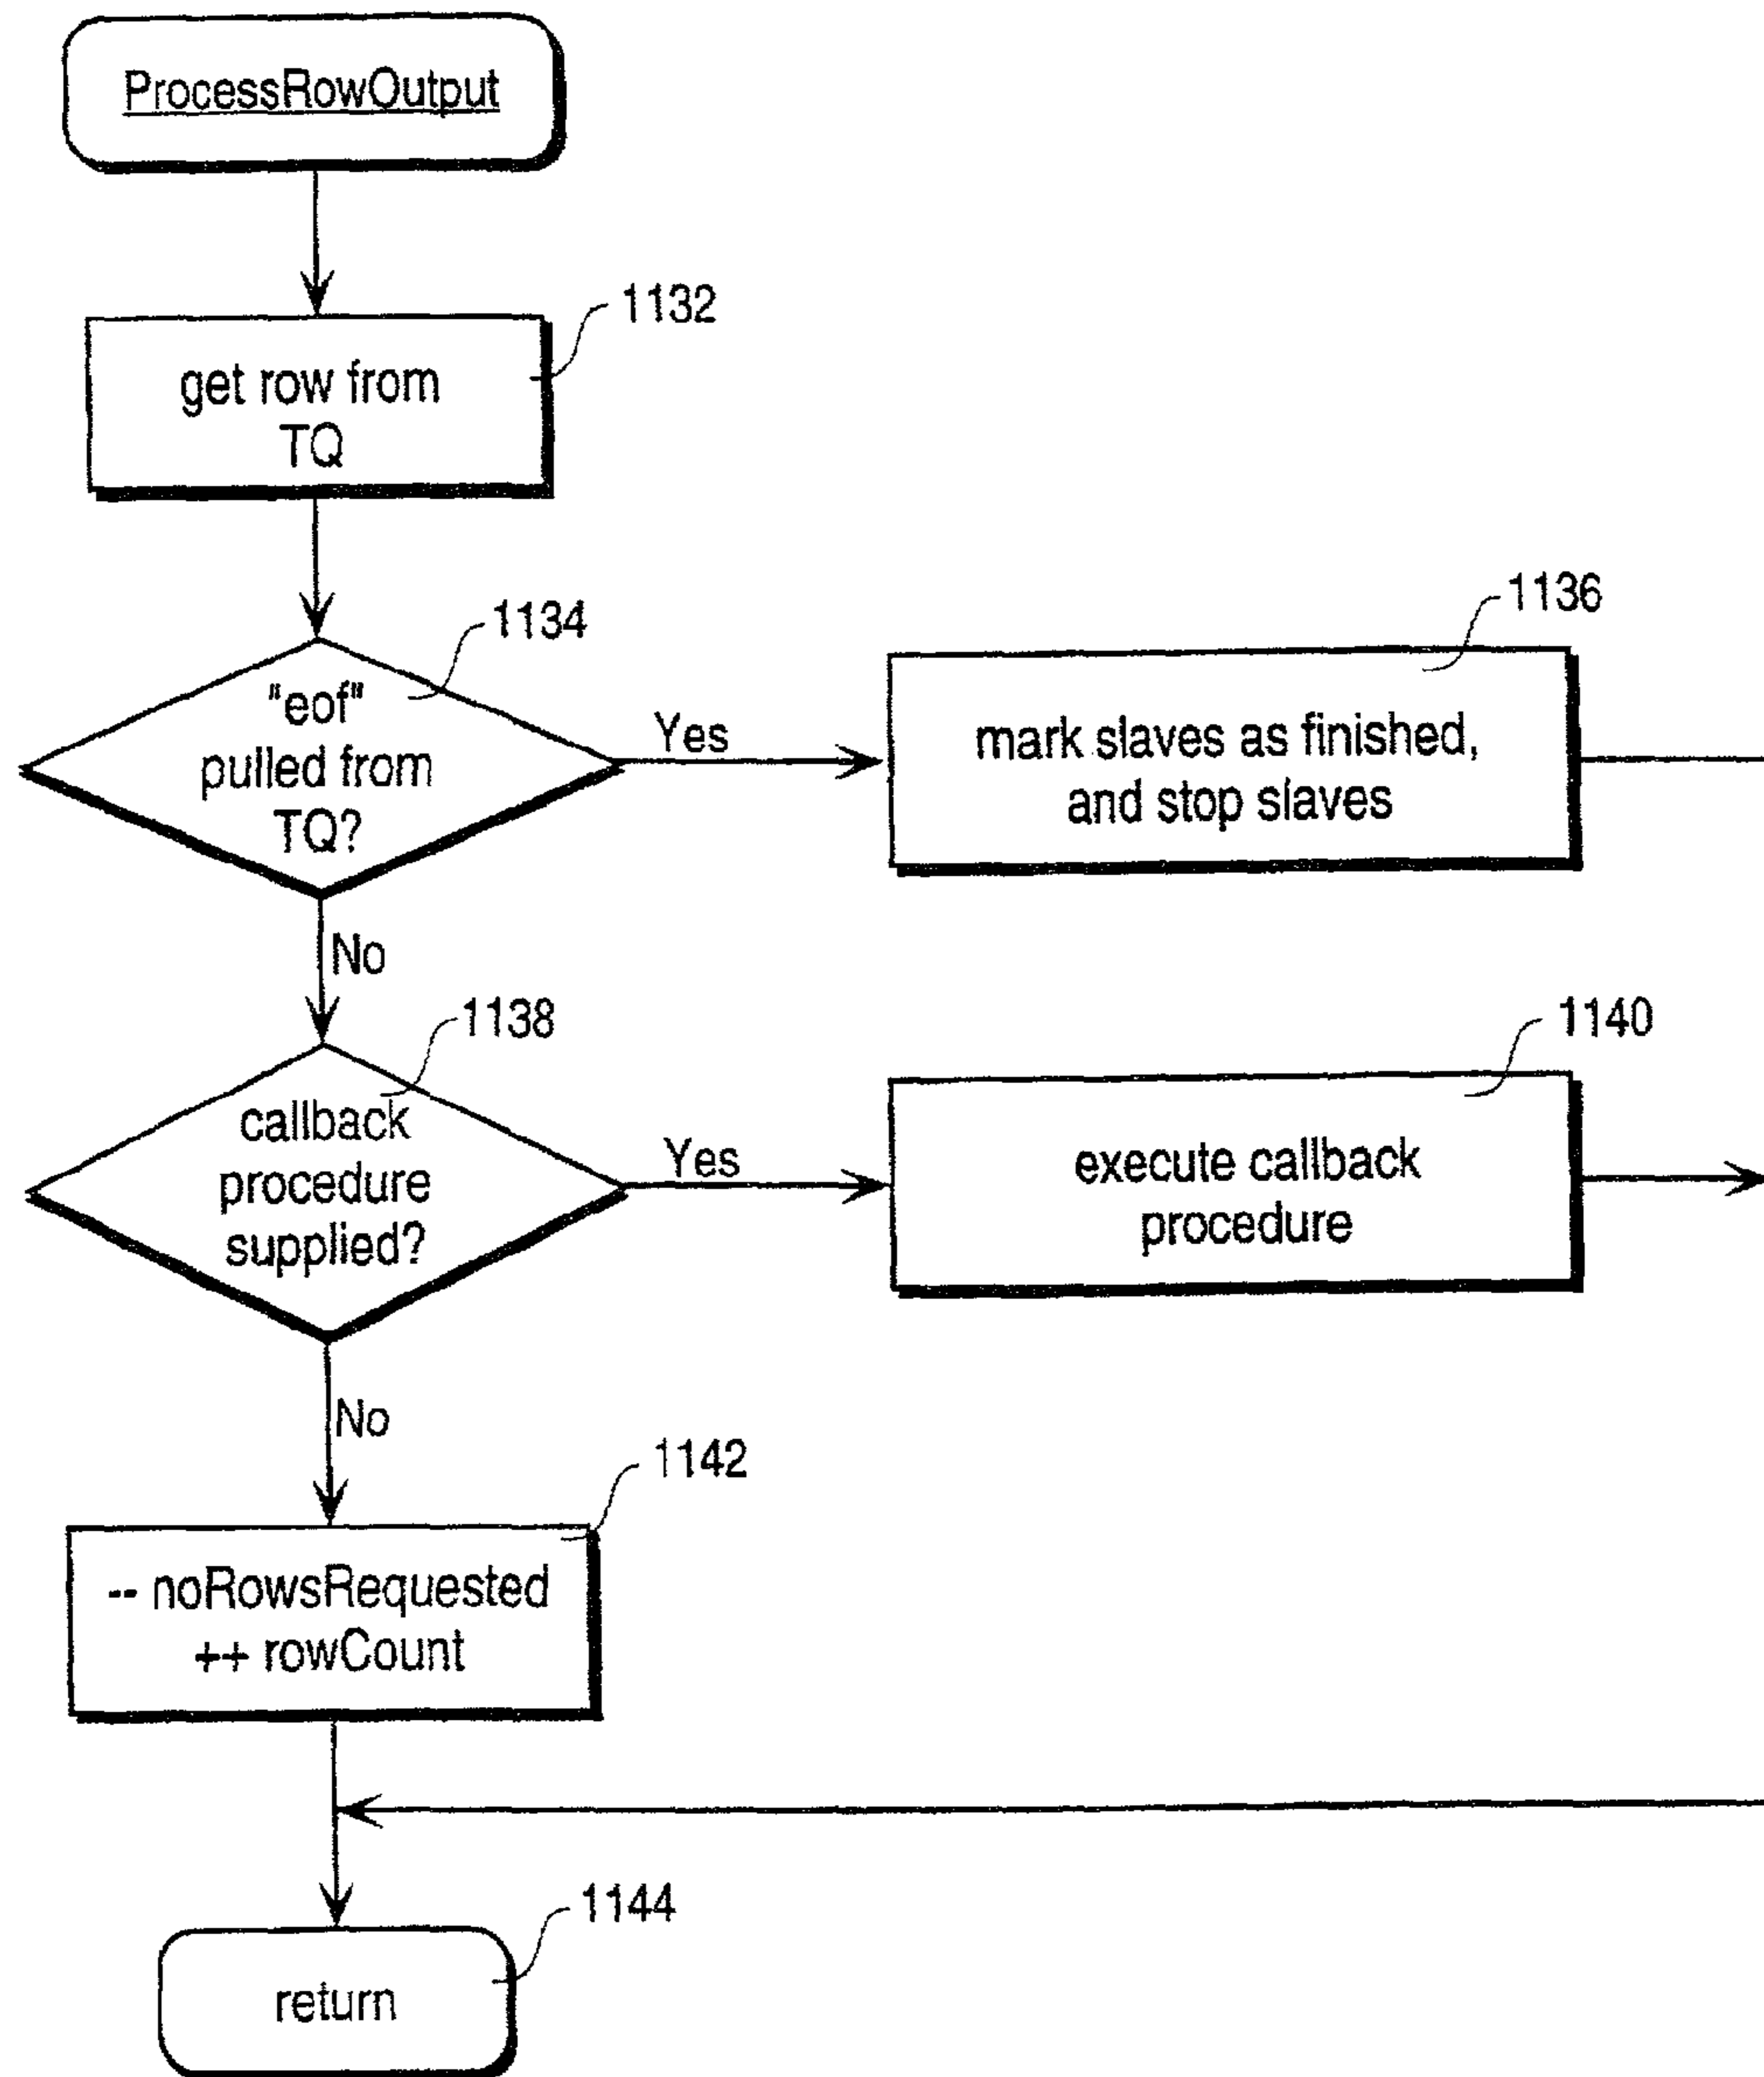 ProcessRowOutput
1132
get row from
TQ
1134
"eof"
pulled from
TQ?
Yes
1136
mark slaves as finished,
and stop slaves
No
1138
callback
procedure
supplied?
Yes
1140
execute callback
procedure
No
1142
-- noRowsRequested
++ rowCount
1144
return